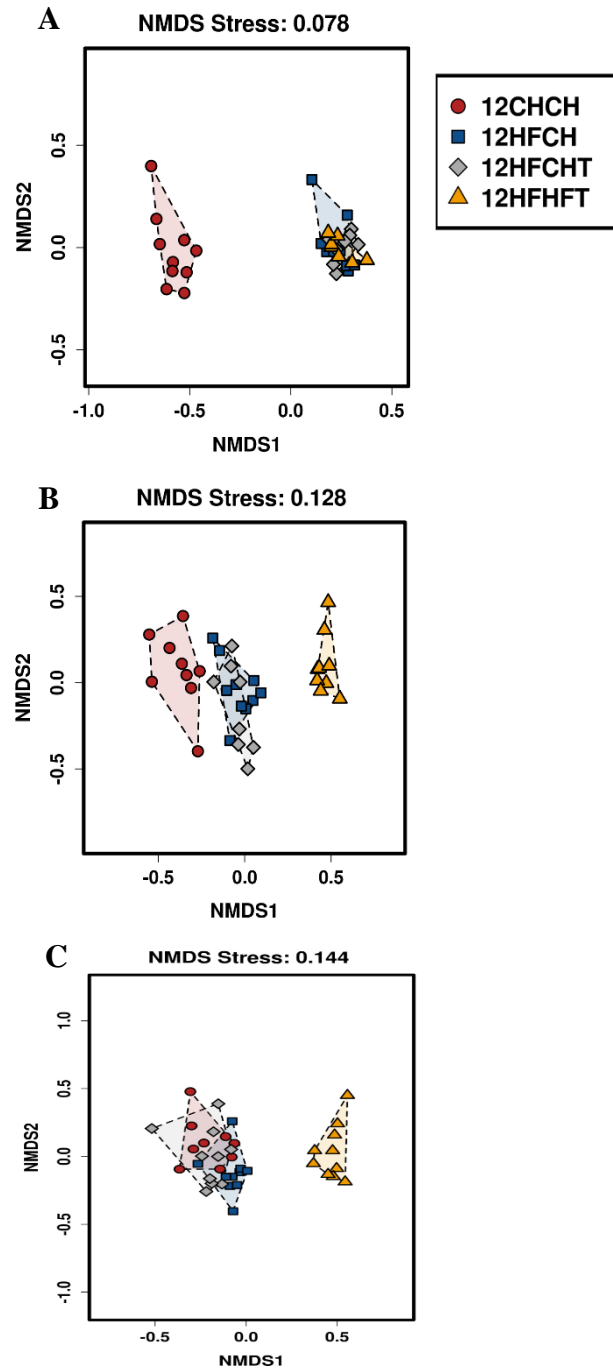 A
NMDS Stress: 0.078
12CHCH
12HFCH
12HFCHT
12HFHFT
NMDS2
0.5
0.0
-0.5
-1.0 -0.5 0.0 0.5
NMDS1
B
NMDS Stress: 0.128
NMDS2
0.5
0.0
-0.5
-0.5 0.0 0.5
NMDS1
C
NMDS Stress: 0.144
NMDS2
1.0
0.5
0.0
-0.5
-1.0
-0.5 0.0 0.5
NMDS1